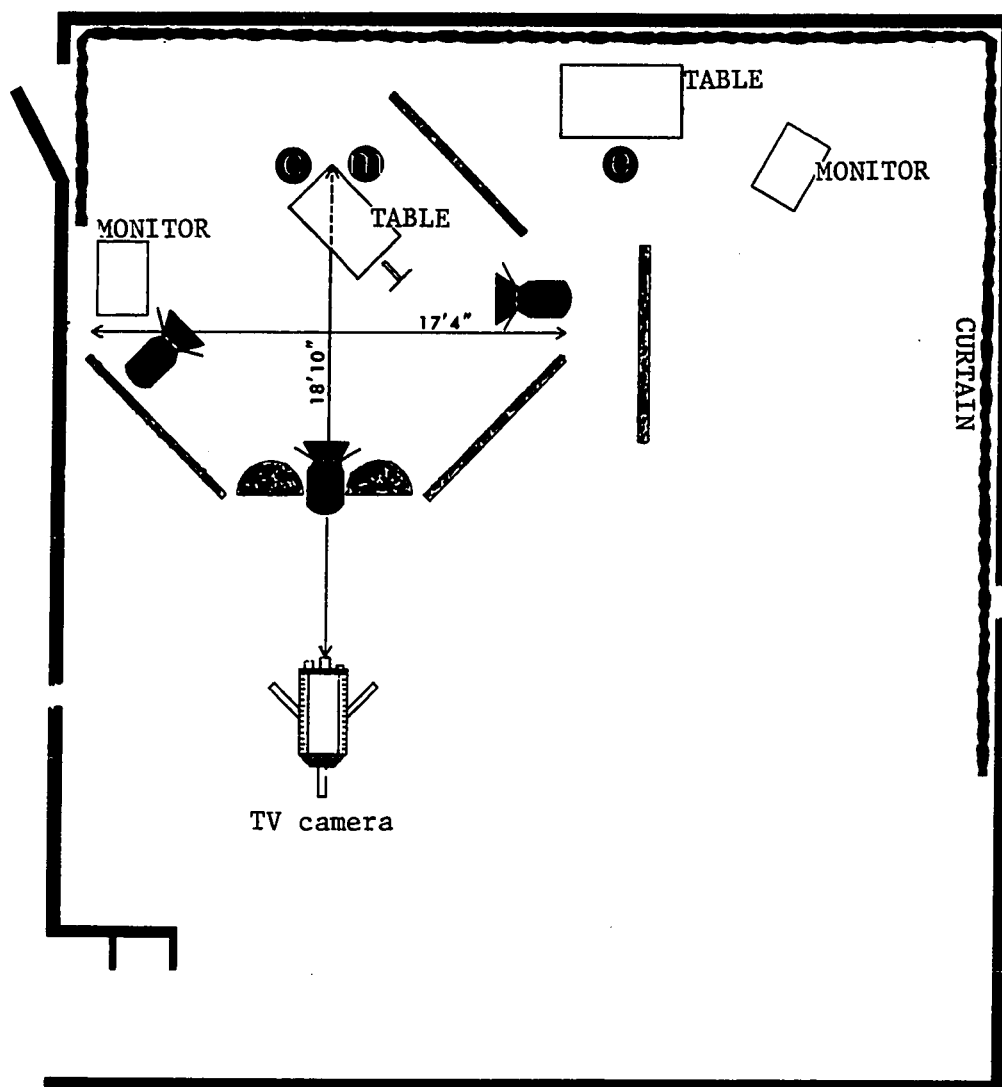 TABLE
MONITOR
c m
e
TABLE
MONITOR
17'4"
18'10"
CURTAIN
TV camera